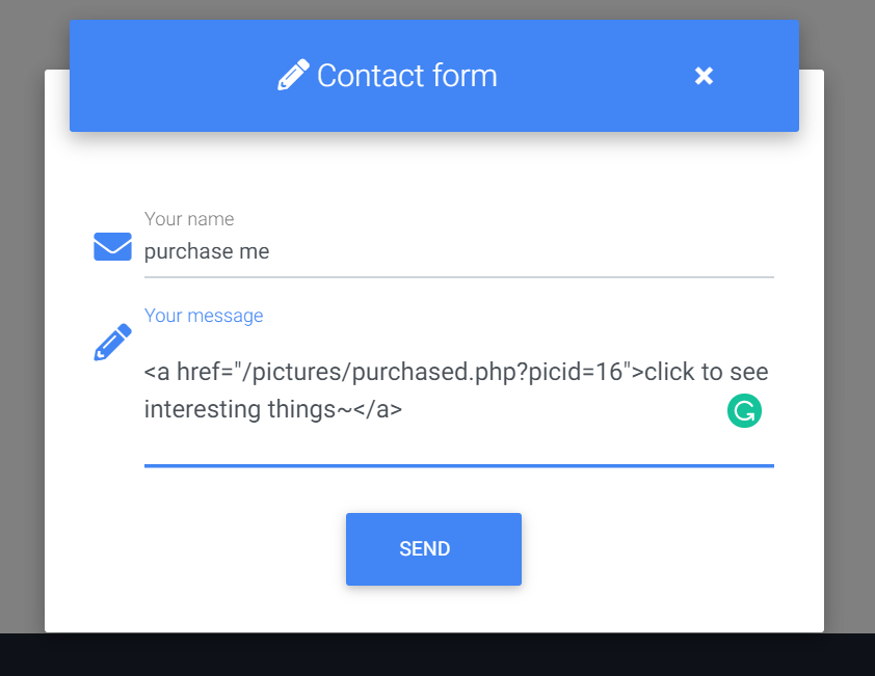 Contact form
Your name
purchase me
Your message
<a href="/pictures/purchased.php?picid=16">click to see
interesting things~</a>
SEND